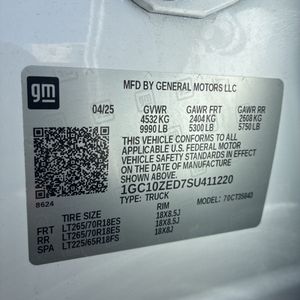 gm
MFD BY GENERAL MOTORS LLC
04/25 GVWR GAWR FRT GAWR RR
4532 KG 2404 KG 2608 KG
9990 LB 5300 LB 5750 LB
THIS VEHICLE CONFORMS TO ALL
APPLICABLE U.S. FEDERAL MOTOR
VEHICLE SAFETY STANDARDS IN
EFFECT ON THE DATE OF
MANUFACTURE SHOWN ABOVE.
1GC10ZED7SU411220
8624 TYPE: TRUCK MODEL:
TIRE SIZE RIM
FRT LT265/70R18ES 18X8.5J
RR LT265/70R18ES 18X8.5J
SPA LT225/65R18FS